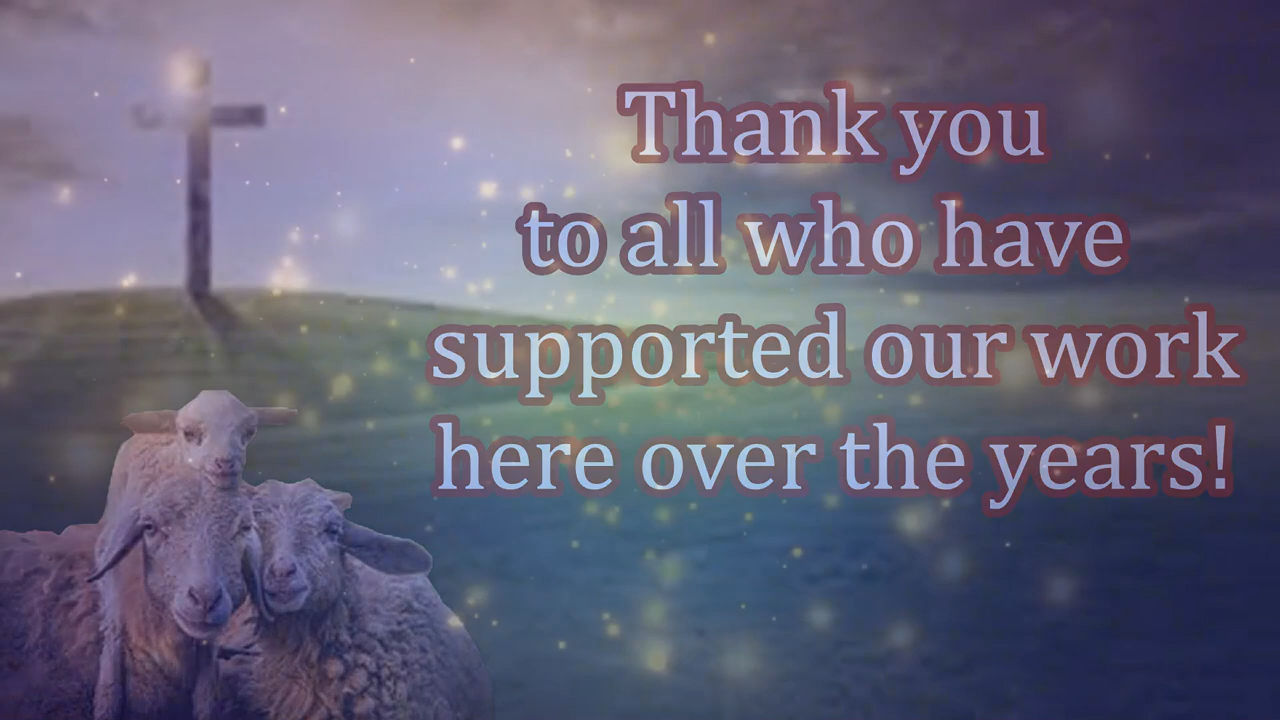 Thank you
to all who have
supported our work
here over the years!